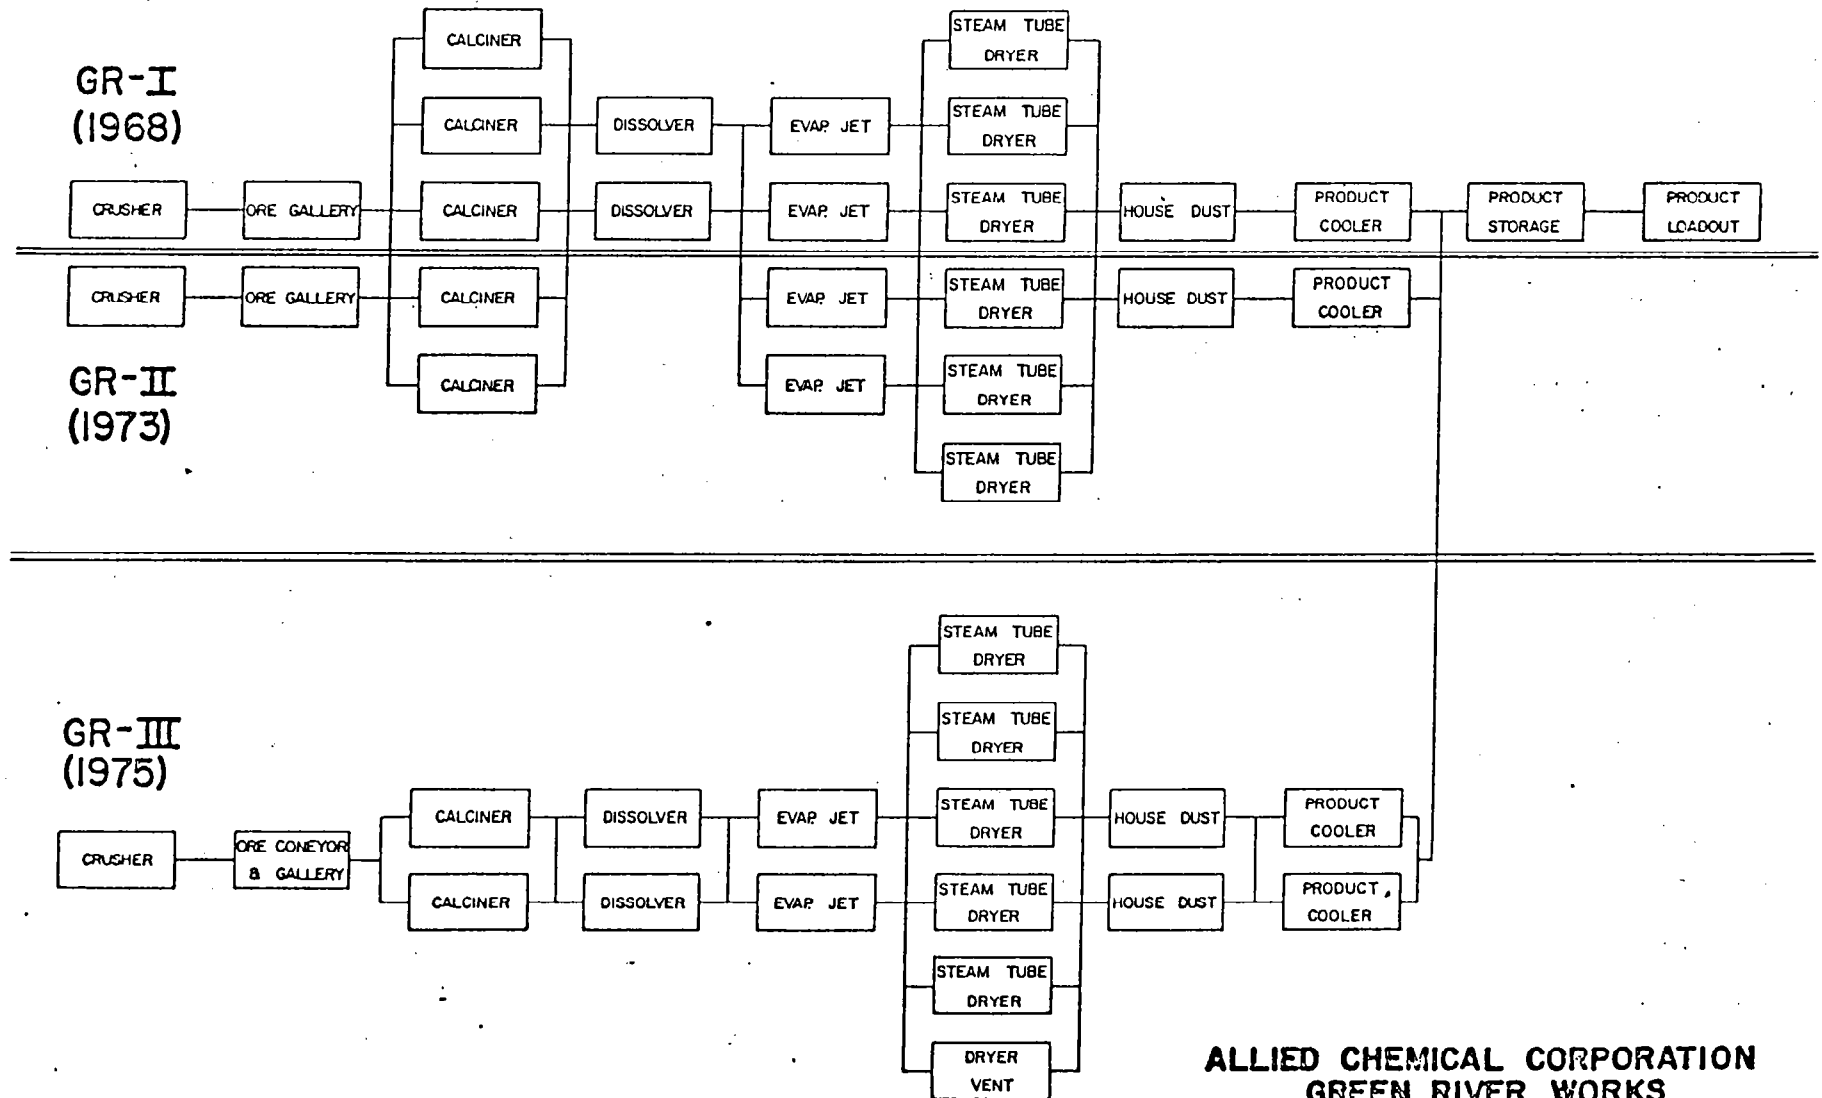 GR-I
(1968)
CALCINER
STEAM TUBE
DRYER
CALCINER
DISSOLVER
EVAP. JET
STEAM TUBE
DRYER
CRUSHER
ORE GALLERY
CALCINER
DISSOLVER
EVAP. JET
STEAM TUBE
DRYER
HOUSE DUST
PRODUCT
COOLER
PRODUCT
STORAGE
PRODUCT
LOADOUT
CRUSHER
ORE GALLERY
CALCINER
EVAP. JET
STEAM TUBE
DRYER
HOUSE DUST
PRODUCT
COOLER
GR-II
(1973)
CALCINER
EVAP. JET
STEAM TUBE
DRYER
STEAM TUBE
DRYER
GR-III
(1975)
STEAM TUBE
DRYER
STEAM TUBE
DRYER
CRUSHER
ORE CONEYOR
& GALLERY
CALCINER
DISSOLVER
EVAP. JET
STEAM TUBE
DRYER
HOUSE DUST
PRODUCT
COOLER
CALCINER
DISSOLVER
EVAP. JET
STEAM TUBE
DRYER
HOUSE DUST
PRODUCT
COOLER
STEAM TUBE
DRYER
DRYER
VENT
ALLIED CHEMICAL CORPORATION
GREEN RIVER WORKS